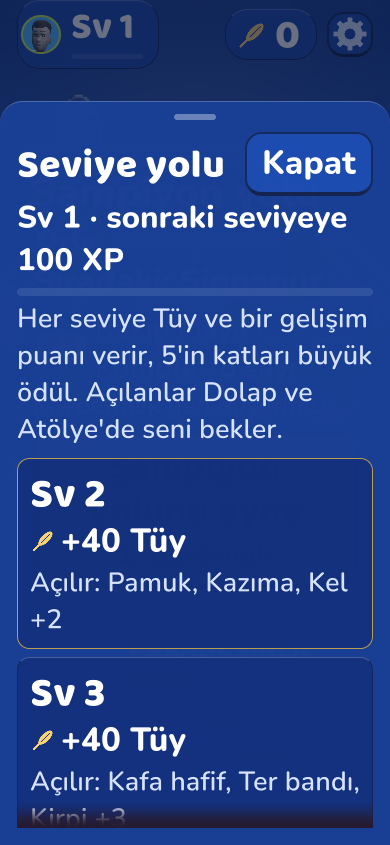 Sv 1
0
Seviye yolu
Kapat
Sv 1 · sonraki seviyeye
100 XP
Her seviye Tüy ve bir gelişim
puanı verir, 5'in katları büyük
ödül. Açılanlar Dolap ve
Atölye'de seni bekler.
Sv 2
+40 Tüy
Açılır: Pamuk, Kazıma, Kel
+2
Sv 3
+40 Tüy
Açılır: Kafa hafif, Ter bandı,
Kirpi +3